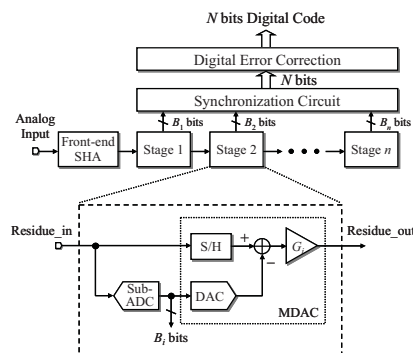 N bits Digital Code
Digital Error Correction
N bits
Synchronization Circuit
Analog
Input
B1 bits
B2 bits
Bn bits
Front-end
SHA
Stage 1
Stage 2
Stage n
Residue_in
Residue_out
S/H
+
−
Gi
Sub-
ADC
DAC
MDAC
Bi bits